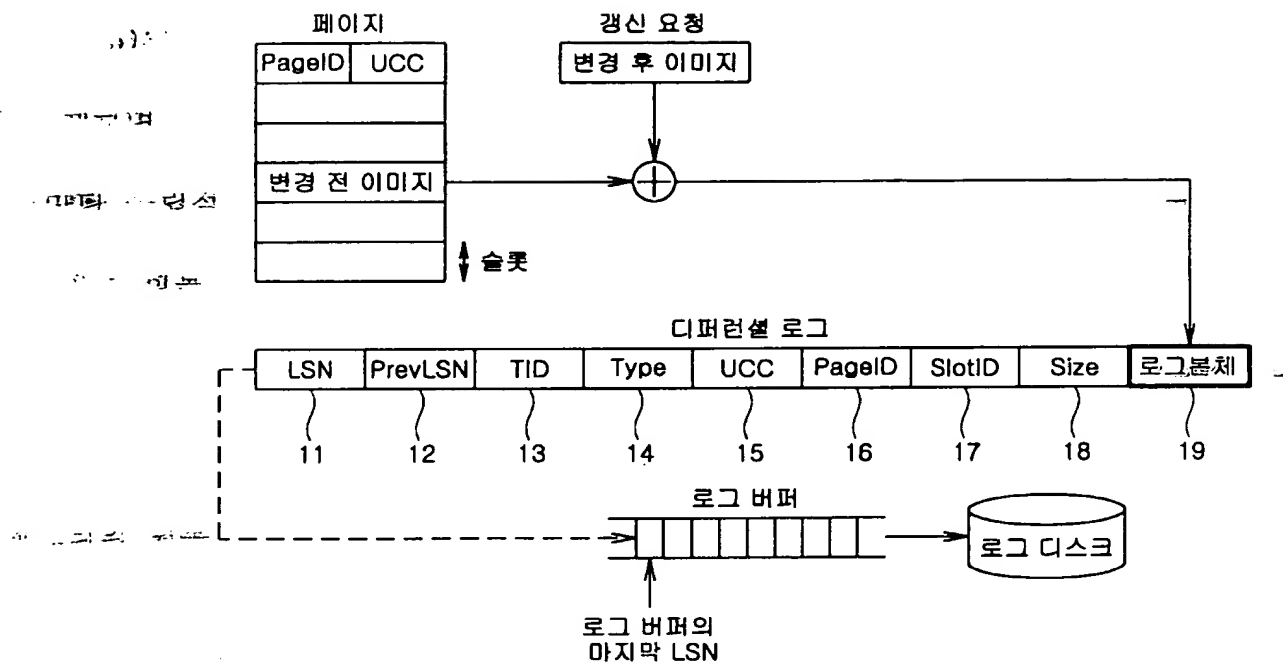 페이지
갱신 요청
PageID UCC
변경 후 이미지
변경 전 이미지
슬롯
디퍼런셜 로그
LSN PrevLSN TID Type UCC PageID SlotID Size 로그본체
11 12 13 14 15 16 17 18 19
로그 버퍼
로그 디스크
로그 버퍼의
마지막 LSN